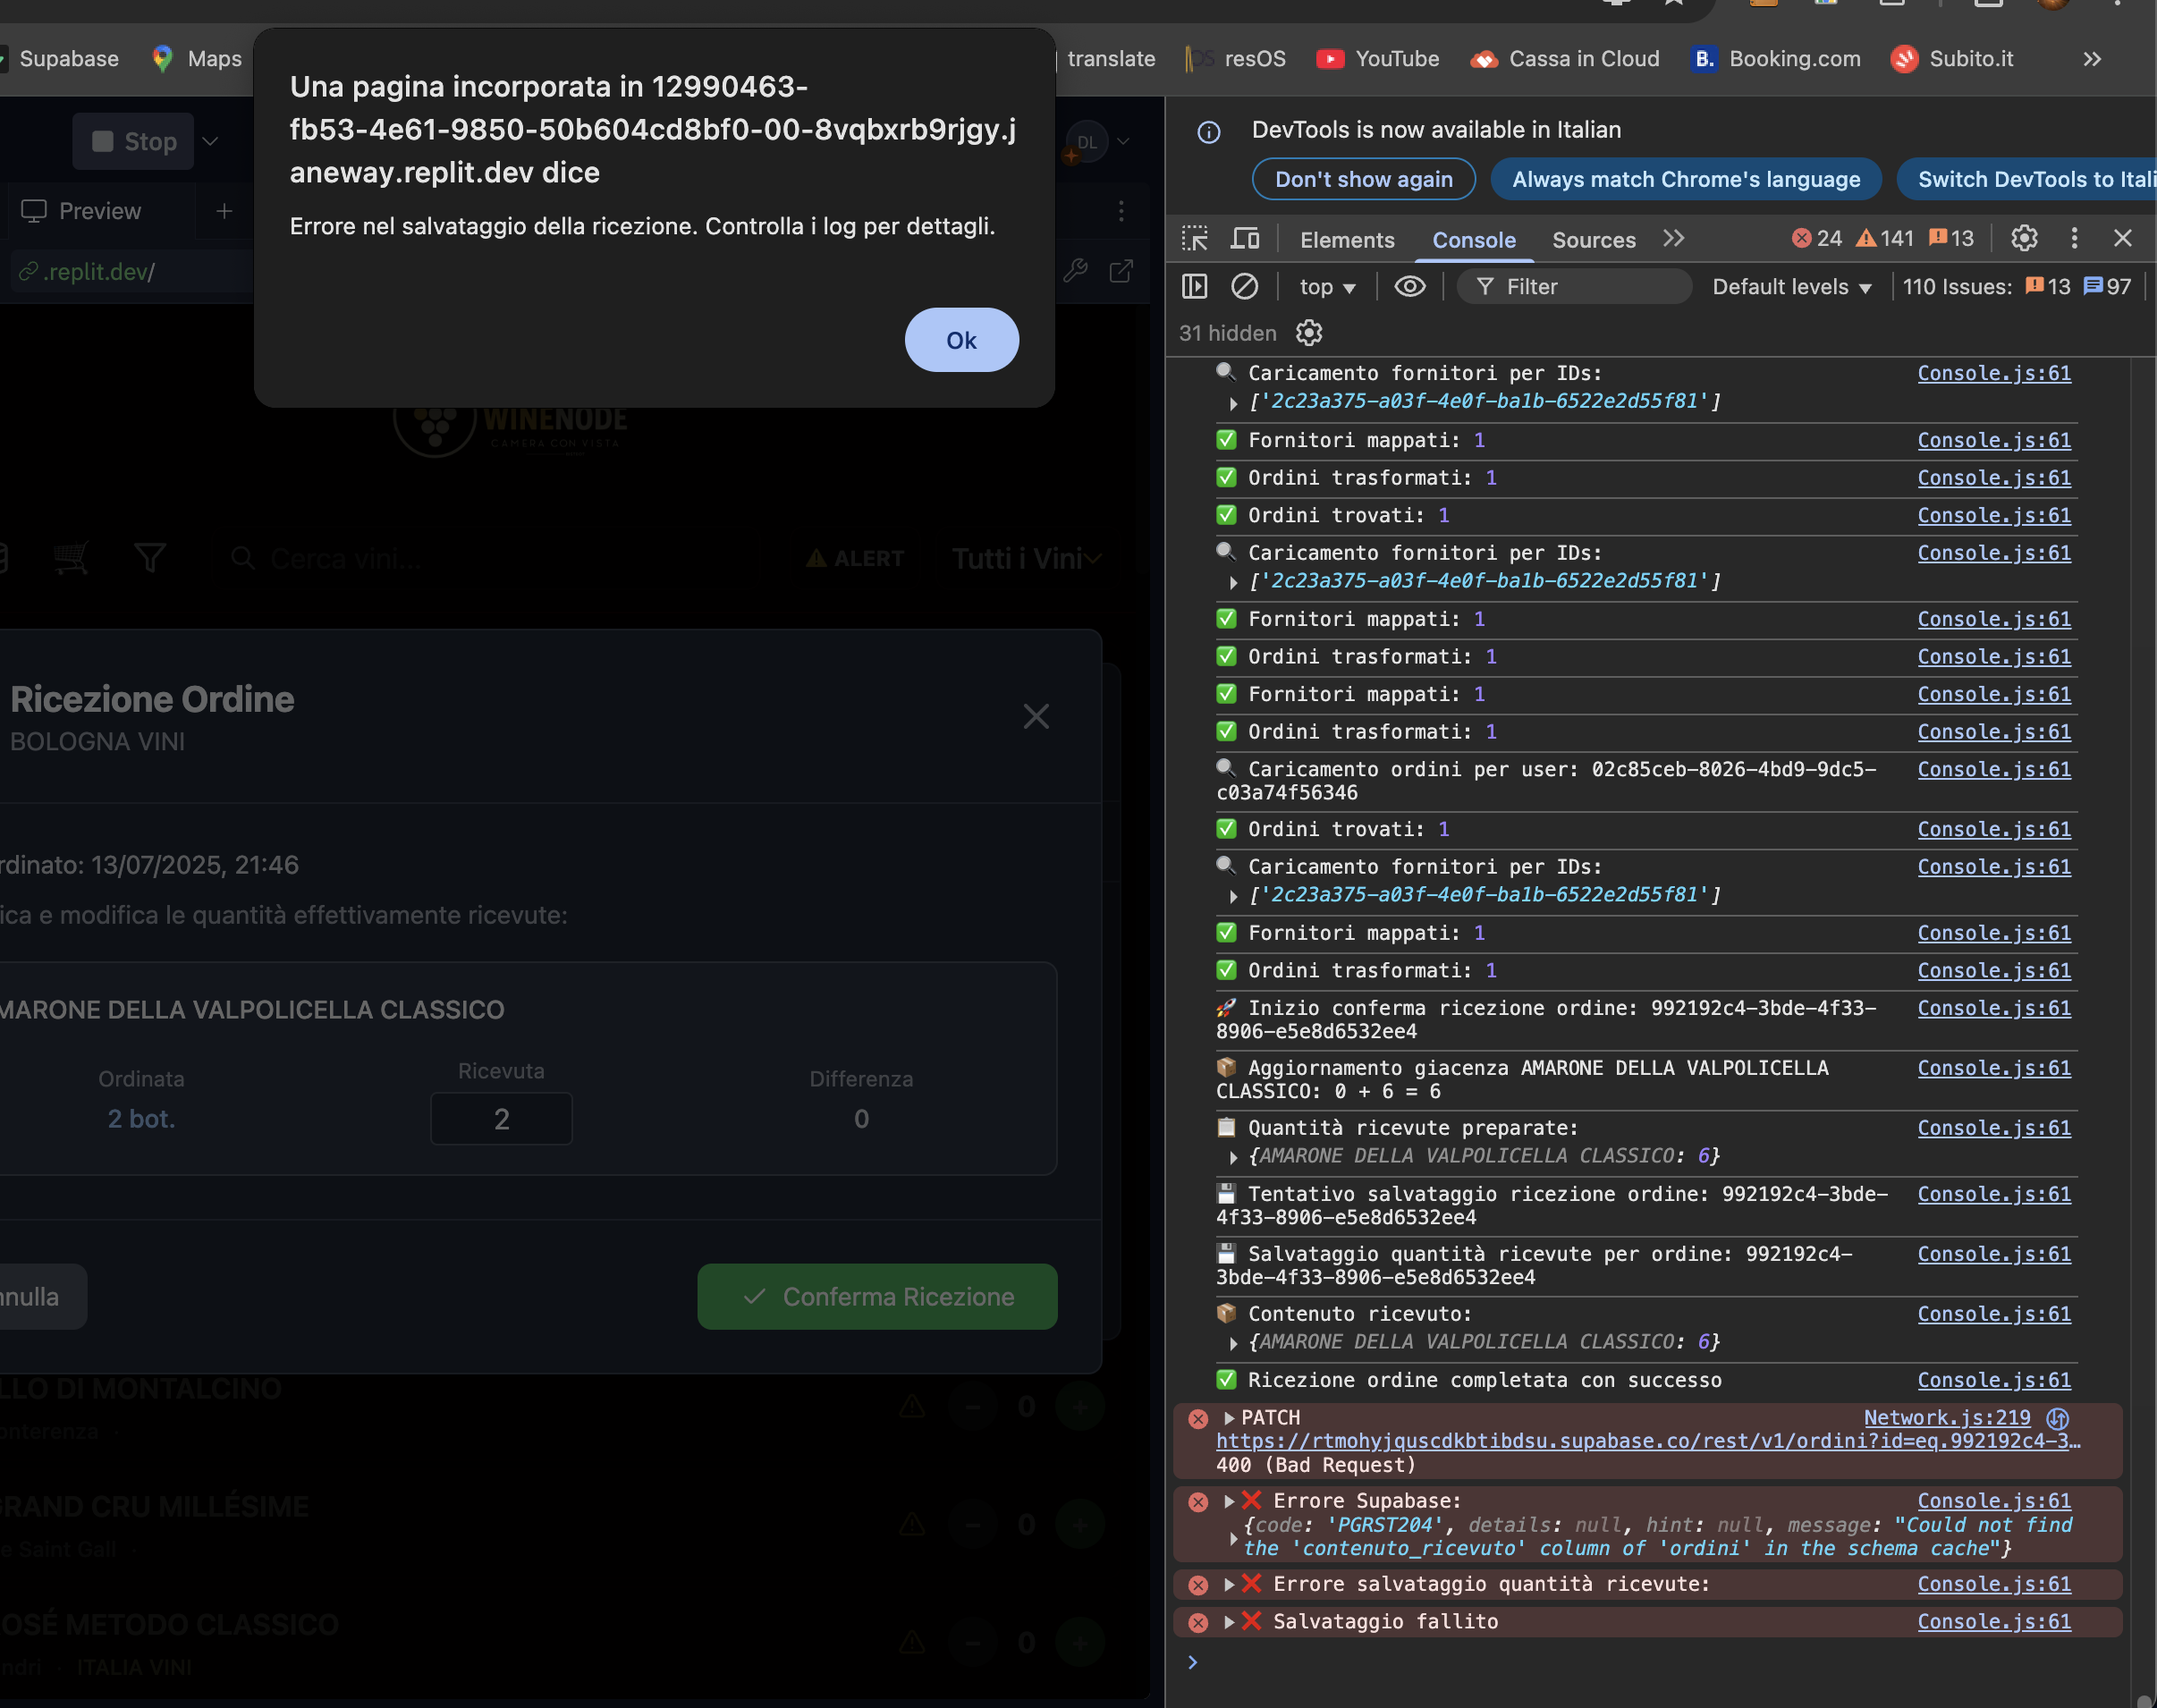 Supabase
Maps
translate
resOS
YouTube
Cassa in Cloud
B.
Booking.com
Subito.it
Una pagina incorporata in 12990463-
fb53-4e61-9850-50b604cd8bf0-00-8vqbxrb9rjgy.j
aneway.replit.dev dice
Errore nel salvataggio della ricezione. Controlla i log per dettagli.
Ok
Stop
DL
Preview
.replit.dev/
WINENODE
CAMERA CON VISTA
Cerca vini...
ALERT
Tutti i Vini
Ricezione Ordine
BOLOGNA VINI
rdinato: 13/07/2025, 21:46
ica e modifica le quantità effettivamente ricevute:
MARONE DELLA VALPOLICELLA CLASSICO
Ordinata
Ricevuta
Differenza
2 bot.
2
0
nnulla
Conferma Ricezione
LLO DI MONTALCINO
onterenza -
0
GRAND CRU MILLÉSIME
e Saint Gall -
0
OSÉ METODO CLASSICO
ndri · ITALIA VINI
0
DevTools is now available in Italian
Don't show again
Always match Chrome's language
Switch DevTools to Itali
Elements
Console
Sources
24
141
13
top
Filter
Default levels
110 Issues:
13
97
31 hidden
Caricamento fornitori per IDs: Console.js:61
['2c23a375-a03f-4e0f-ba1b-6522e2d55f81']
Fornitori mappati: 1 Console.js:61
Ordini trasformati: 1 Console.js:61
Ordini trovati: 1 Console.js:61
Caricamento fornitori per IDs: Console.js:61
['2c23a375-a03f-4e0f-ba1b-6522e2d55f81']
Fornitori mappati: 1 Console.js:61
Ordini trasformati: 1 Console.js:61
Fornitori mappati: 1 Console.js:61
Ordini trasformati: 1 Console.js:61
Caricamento ordini per user: 02c85ceb-8026-4bd9-9dc5- Console.js:61
c03a74f56346
Ordini trovati: 1 Console.js:61
Caricamento fornitori per IDs: Console.js:61
['2c23a375-a03f-4e0f-ba1b-6522e2d55f81']
Fornitori mappati: 1 Console.js:61
Ordini trasformati: 1 Console.js:61
Inizio conferma ricezione ordine: 992192c4-3bde-4f33- Console.js:61
8906-e5e8d6532ee4
Aggiornamento giacenza AMARONE DELLA VALPOLICELLA Console.js:61
CLASSICO: 0 + 6 = 6
Quantità ricevute preparate: Console.js:61
{AMARONE DELLA VALPOLICELLA CLASSICO: 6}
Tentativo salvataggio ricezione ordine: 992192c4-3bde- Console.js:61
4f33-8906-e5e8d6532ee4
Salvataggio quantità ricevute per ordine: 992192c4- Console.js:61
3bde-4f33-8906-e5e8d6532ee4
Contenuto ricevuto: Console.js:61
{AMARONE DELLA VALPOLICELLA CLASSICO: 6}
Ricezione ordine completata con successo Console.js:61
PATCH Network.js:219
https://rtmohyjquscdkbtibdsu.supabase.co/rest/v1/ordini?id=eq.992192c4-3…
400 (Bad Request)
Errore Supabase: Console.js:61
{code: 'PGRST204', details: null, hint: null, message: "Could not find
the 'contenuto_ricevuto' column of 'ordini' in the schema cache"}
Errore salvataggio quantità ricevute: Console.js:61
Salvataggio fallito Console.js:61